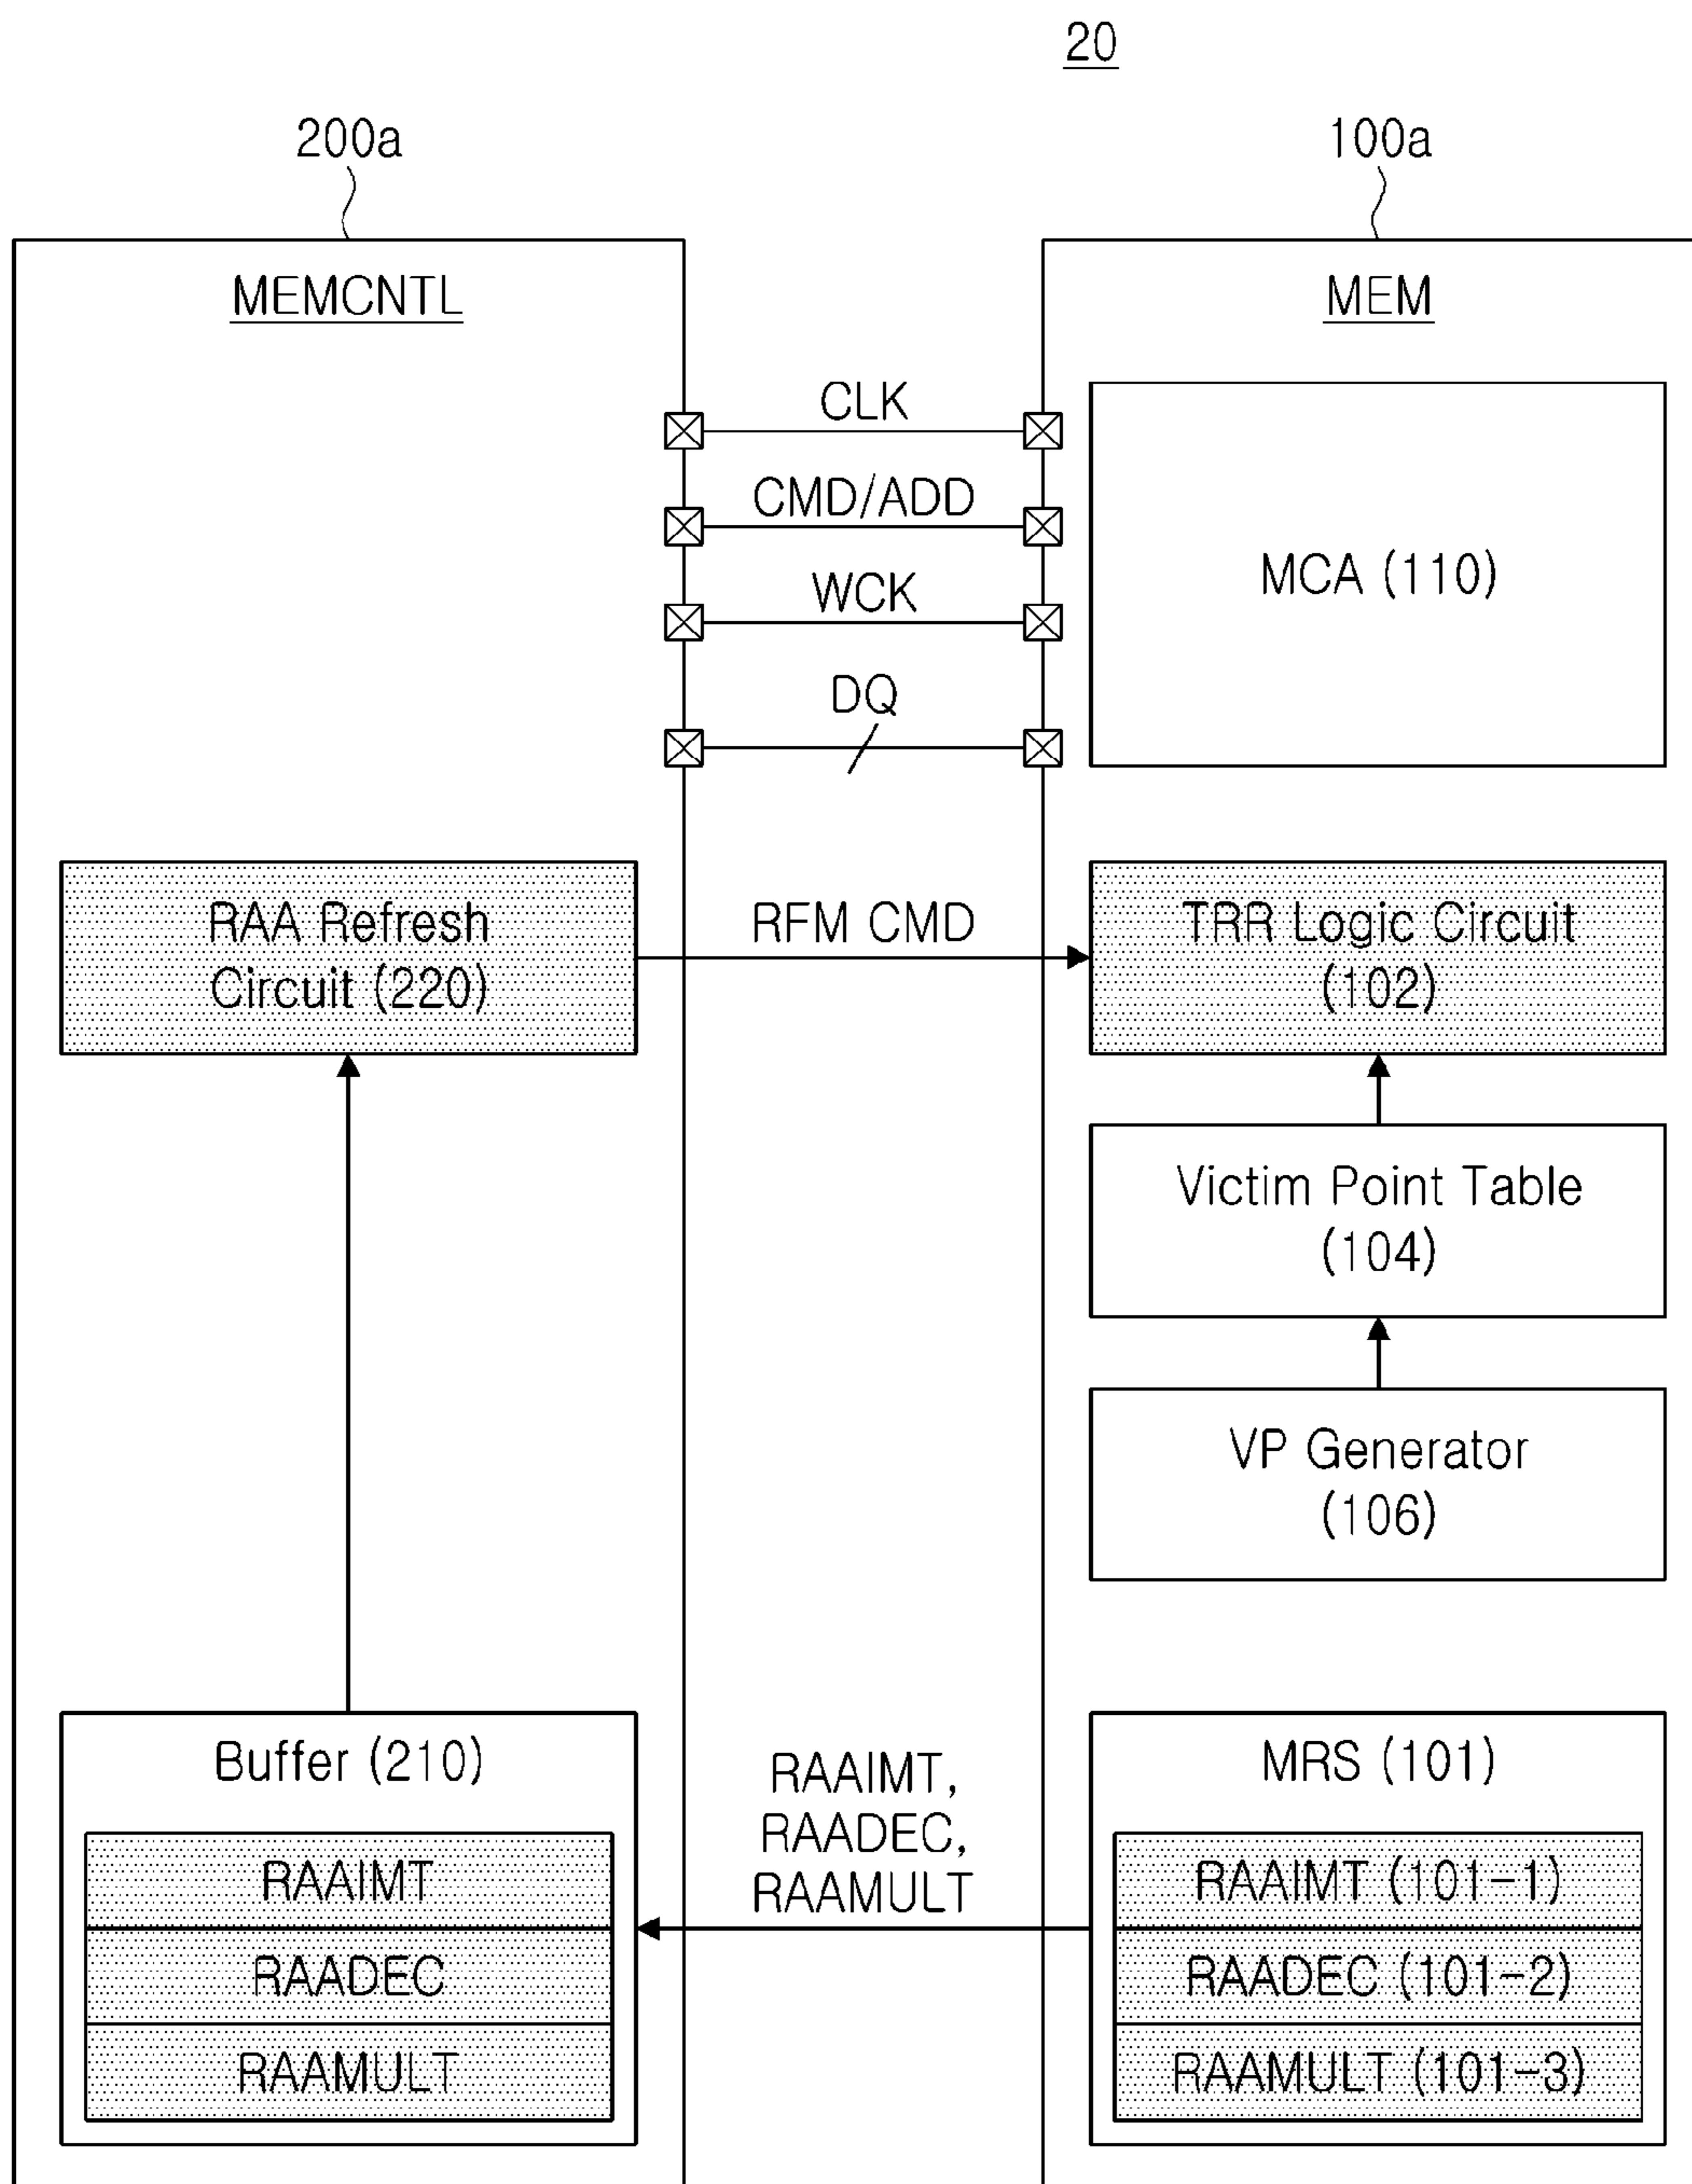 20
200a
100a
MEMCNTL
MEM
CLK
CMD/ADD
WCK
DQ
MCA (110)
RAA Refresh
Circuit (220)
RFM CMD
TRR Logic Circuit
(102)
Victim Point Table
(104)
VP Generator
(106)
Buffer (210)
RAAIMT
RAADEC
RAAMULT
RAAIMT,
RAADEC,
RAAMULT
MRS (101)
RAAIMT (101-1)
RAADEC (101-2)
RAAMULT (101-3)